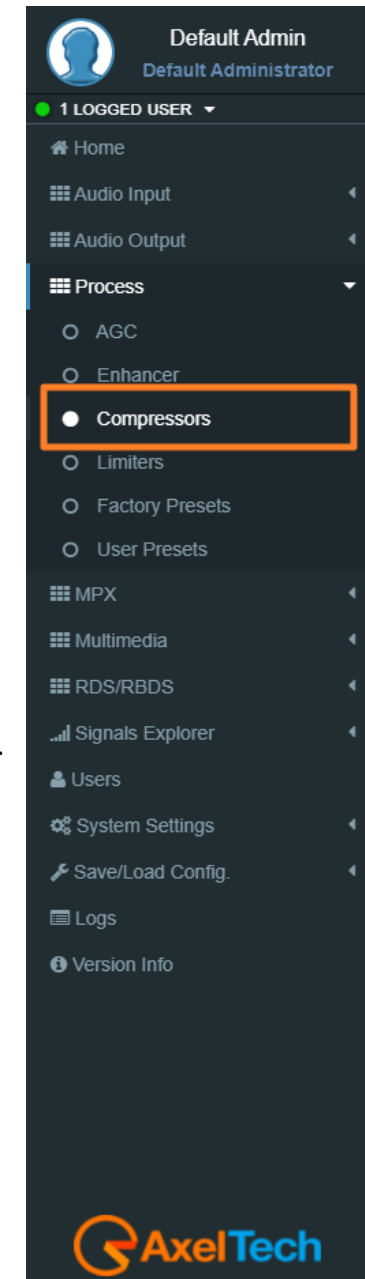 Default Admin
Default Administrator
1 LOGGED USER
Home
Audio Input
Audio Output
Process
AGC
Enhancer
Compressors
Limiters
Factory Presets
User Presets
MPX
Multimedia
RDS/RBDS
Signals Explorer
.
Users
System Settings
Save/Load Config.
Logs
Version Info
AxelTech